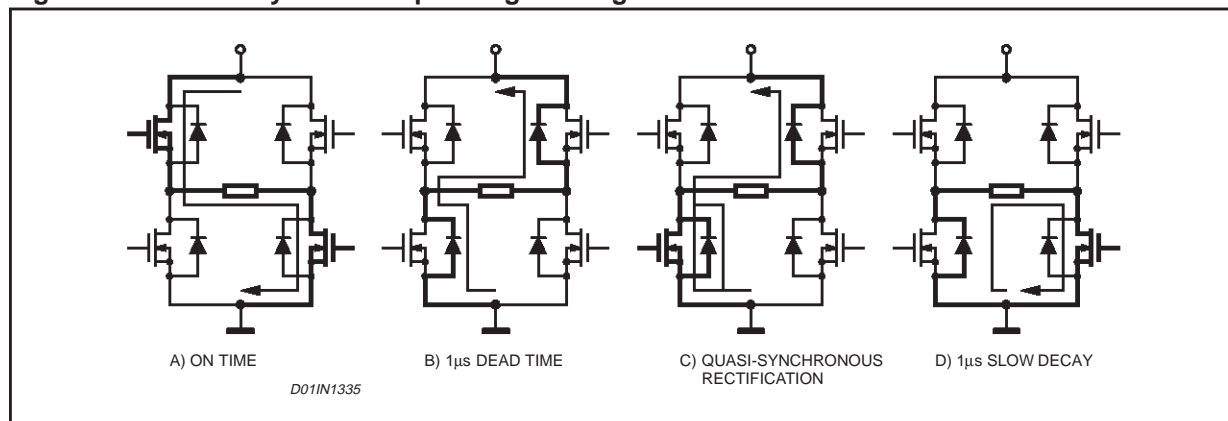 A) ON TIME
B) 1μs DEAD TIME
C) QUASI-SYNCHRONOUS
RECTIFICATION
D) 1μs SLOW DECAY
D01IN1335